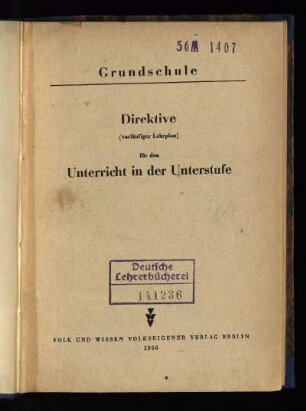 56A 1407
Grundschule
Direktive
(vorläufiger Lehrplan)
für den
Unterricht in der Unterstufe
Deutsche
Lehrerbücherei
141236
VOLK UND WISSEN VOLKSEIGENER VERLAG BERLIN
1956